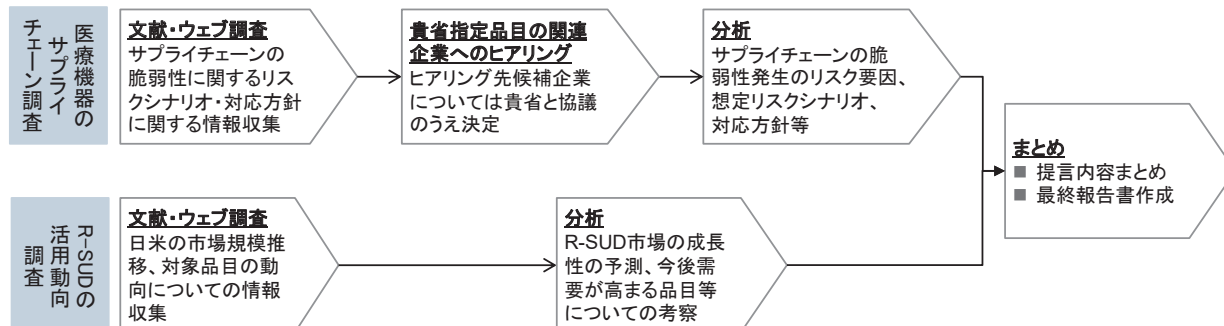 医療機器の
サプライ
チェーン調査
文献・ウェブ調査
サプライチェーンの
脆弱性に関するリス
クシナリオ・対応方針
に関する情報収集
貴省指定品目の関連
企業へのヒアリング
ヒアリング先候補企業
については貴省と協議
のうえ決定
分析
サプライチェーンの脆
弱性発生のリスク要因、
想定リスクシナリオ、
対応方針等
R-SUDの
活用動向
調査
文献・ウェブ調査
日米の市場規模推
移、対象品目の動
向についての情報
収集
分析
R-SUD市場の成長
性の予測、今後需
要が高まる品目等
についての考察
まとめ
■ 提言内容まとめ
■ 最終報告書作成